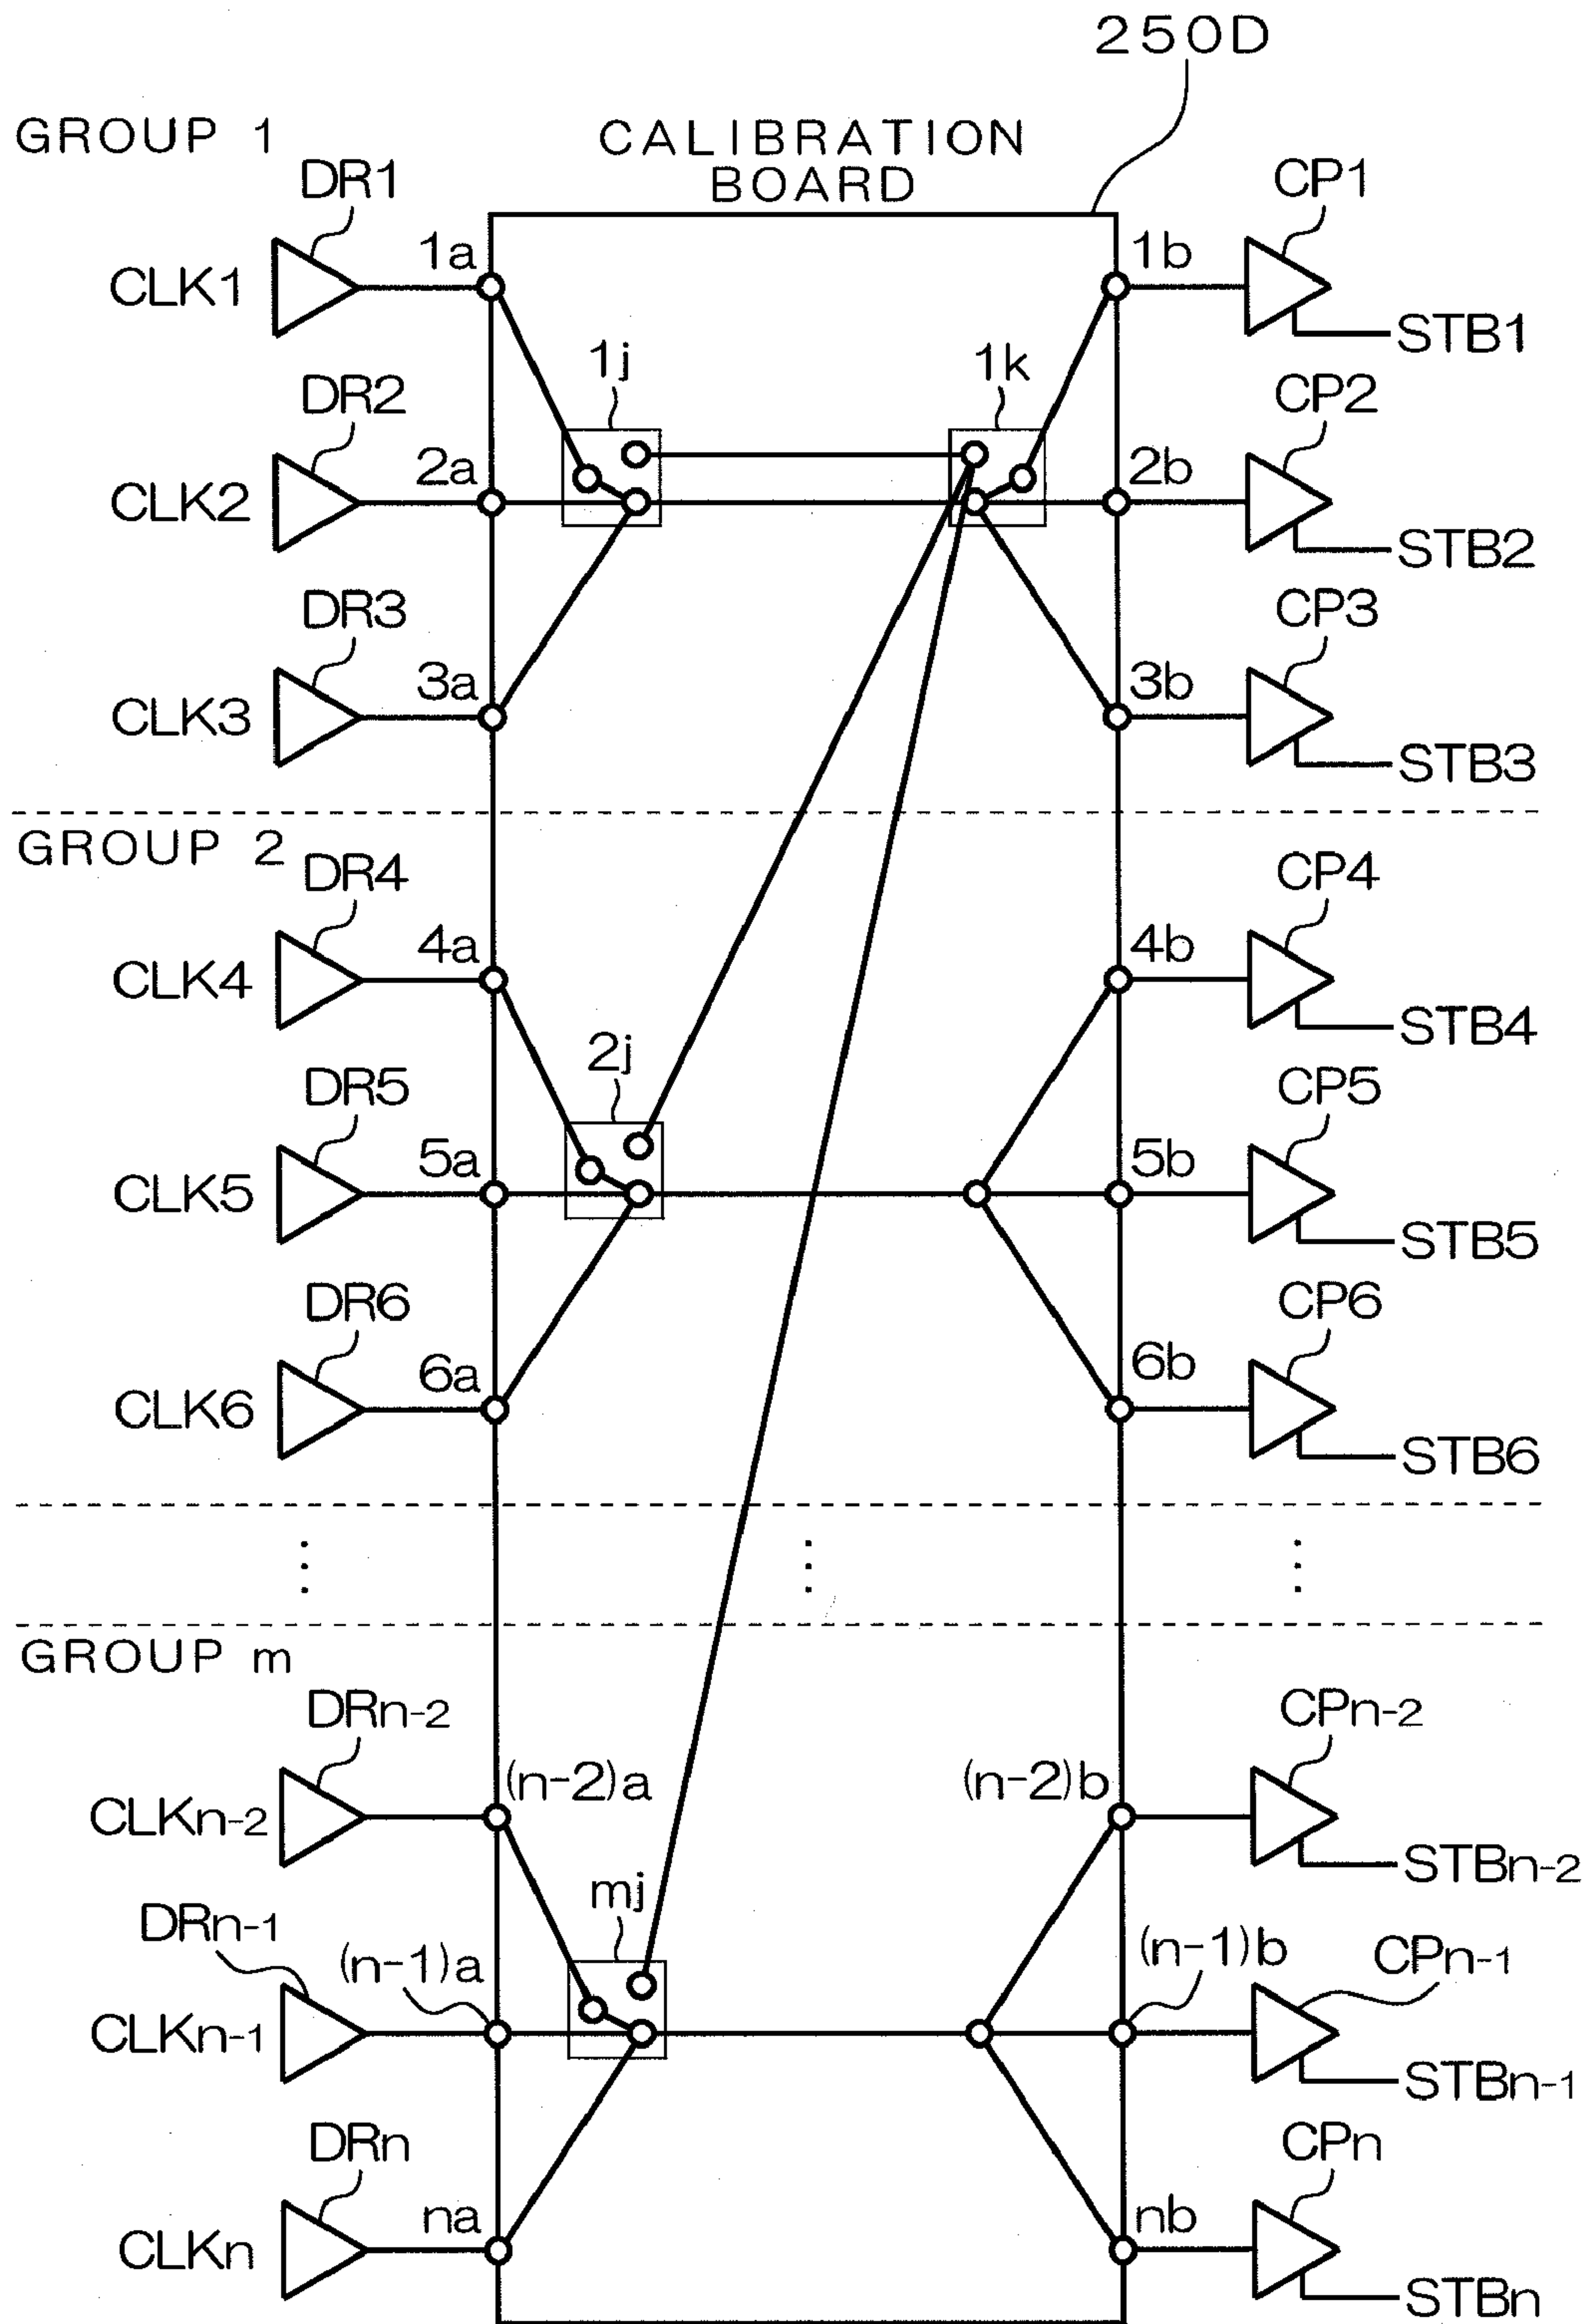 250D
GROUP 1
CALIBRATION
BOARD
DR1
CP1
1a
1b
CLK1
STB1
1j
1k
DR2
CP2
2a
2b
CLK2
STB2
DR3
CP3
3a
3b
CLK3
STB3
GROUP 2
DR4
CP4
4a
4b
CLK4
STB4
2j
DR5
CP5
5a
5b
CLK5
STB5
DR6
CP6
6a
6b
CLK6
STB6
GROUP m
DRn-2
CPn-2
(n-2)a
(n-2)b
CLKn-2
STBn-2
mj
DRn-1
(n-1)a
(n-1)b
CPn-1
CLKn-1
STBn-1
DRn
CPn
na
nb
CLKn
STBn